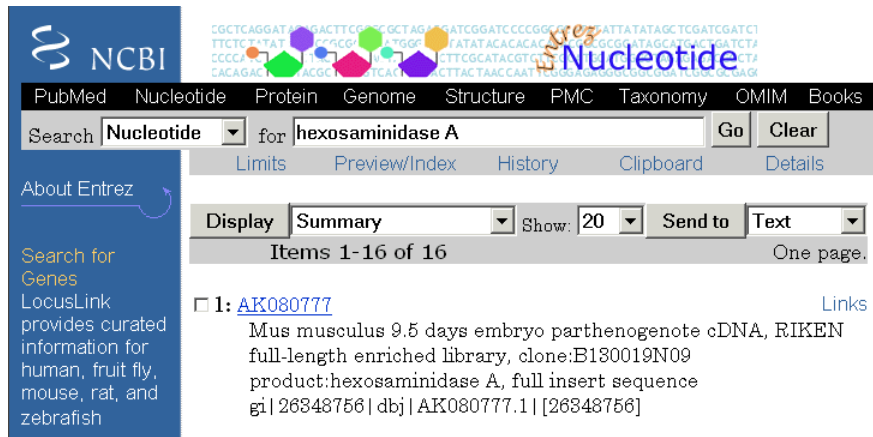 NCBI
Entrez Nucleotide
PubMed Nucleotide Protein Genome Structure PMC Taxonomy OMIM Books
Search Nucleotide for hexosaminidase A Go Clear
Limits Preview/Index History Clipboard Details
About Entrez
Display Summary Show: 20 Send to Text
Items 1-16 of 16 One page.
Search for
Genes
LocusLink
provides curated
information for
human, fruit fly,
mouse, rat, and
zebrafish
1: AK080777 Links
Mus musculus 9.5 days embryo parthenogenote cDNA, RIKEN
full-length enriched library, clone:B130019N09
product:hexosaminidase A, full insert sequence
gi|26348756|dbj|AK080777.1|[26348756]